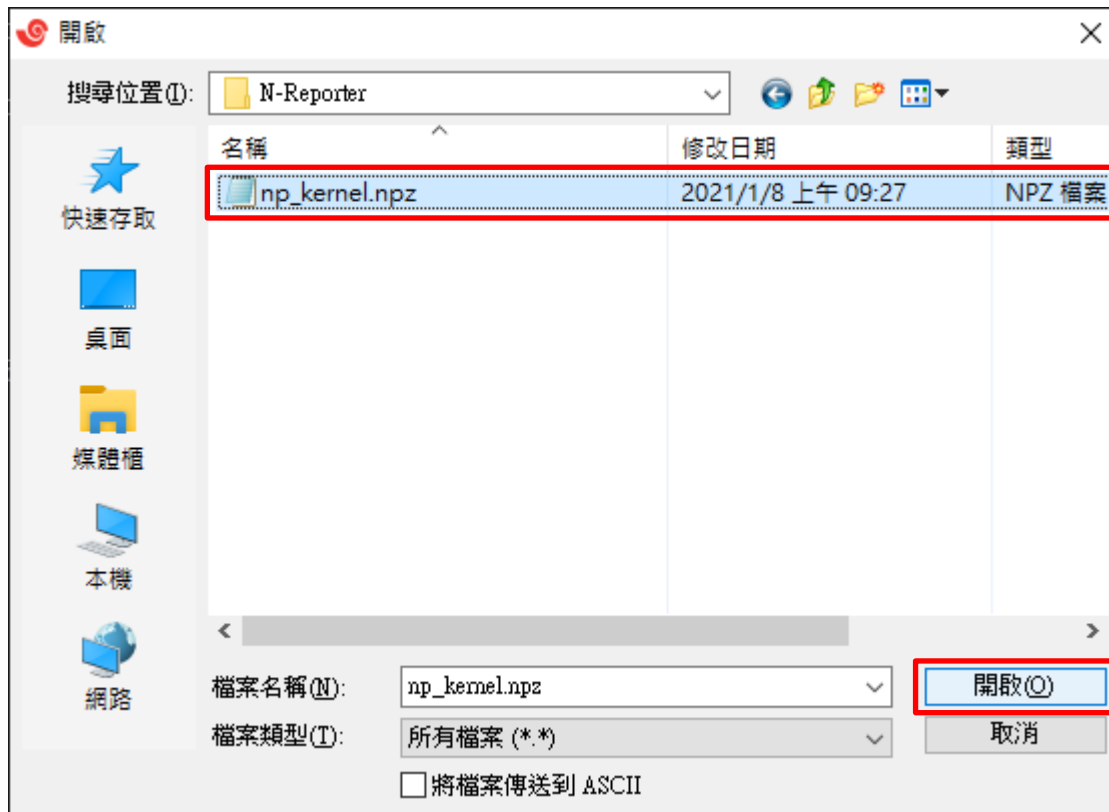 開啟
搜尋位置(I): N-Reporter
名稱 修改日期 類型
np_kernel.npz 2021/1/8 上午 09:27 NPZ 檔案
快速存取
桌面
媒體櫃
本機
網路
檔案名稱(N): np_kernel.npz 開啟(O)
檔案類型(T): 所有檔案 (*.*) 取消
將檔案傳送到 ASCII